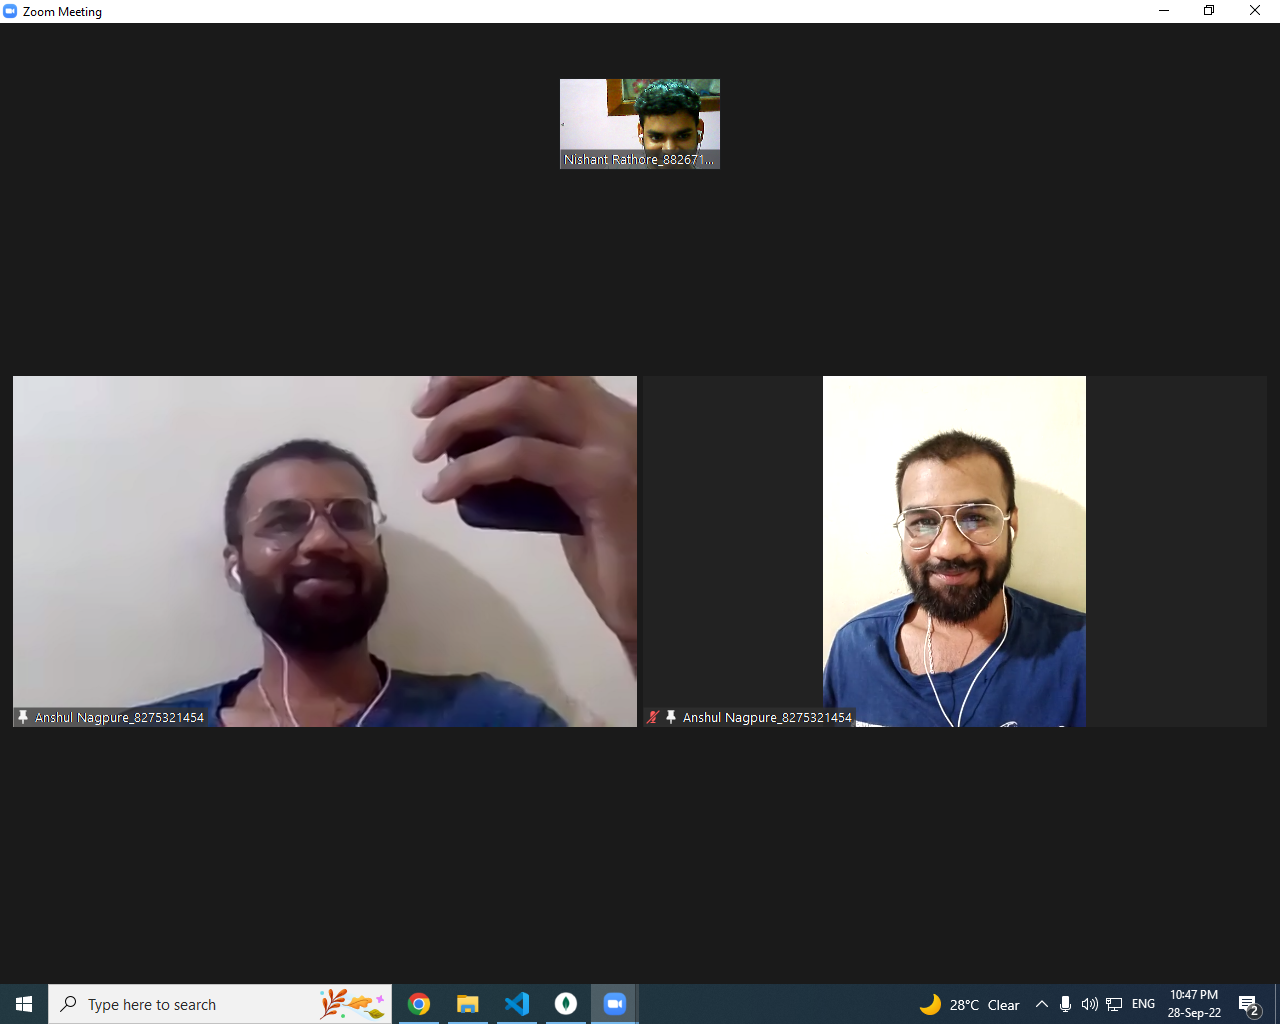 Zoom Meeting
Nishant Rathore_882671...
Anshul Nagpure_8275321454
Anshul Nagpure_8275321454
Type here to search
28°C Clear
ENG
10:47 PM
28-Sep-22
2